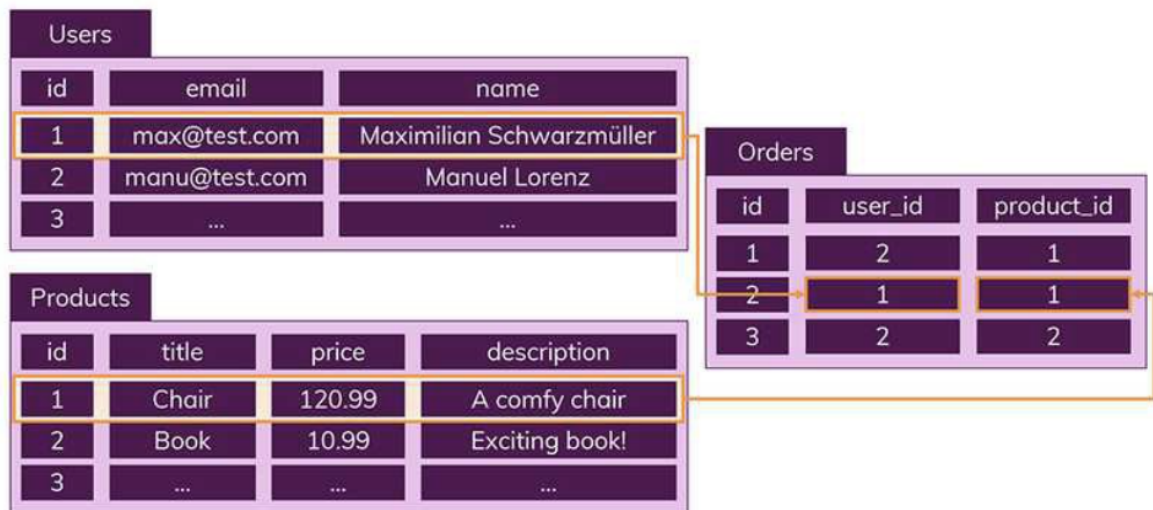 Users
id email name
1 max@test.com Maximilian Schwarzmüller
2 manu@test.com Manuel Lorenz
3 ... ...
Products
id title price description
1 Chair 120.99 A comfy chair
2 Book 10.99 Exciting book!
3 ... ... ...
Orders
id user_id product_id
1 2 1
2 1 1
3 2 2